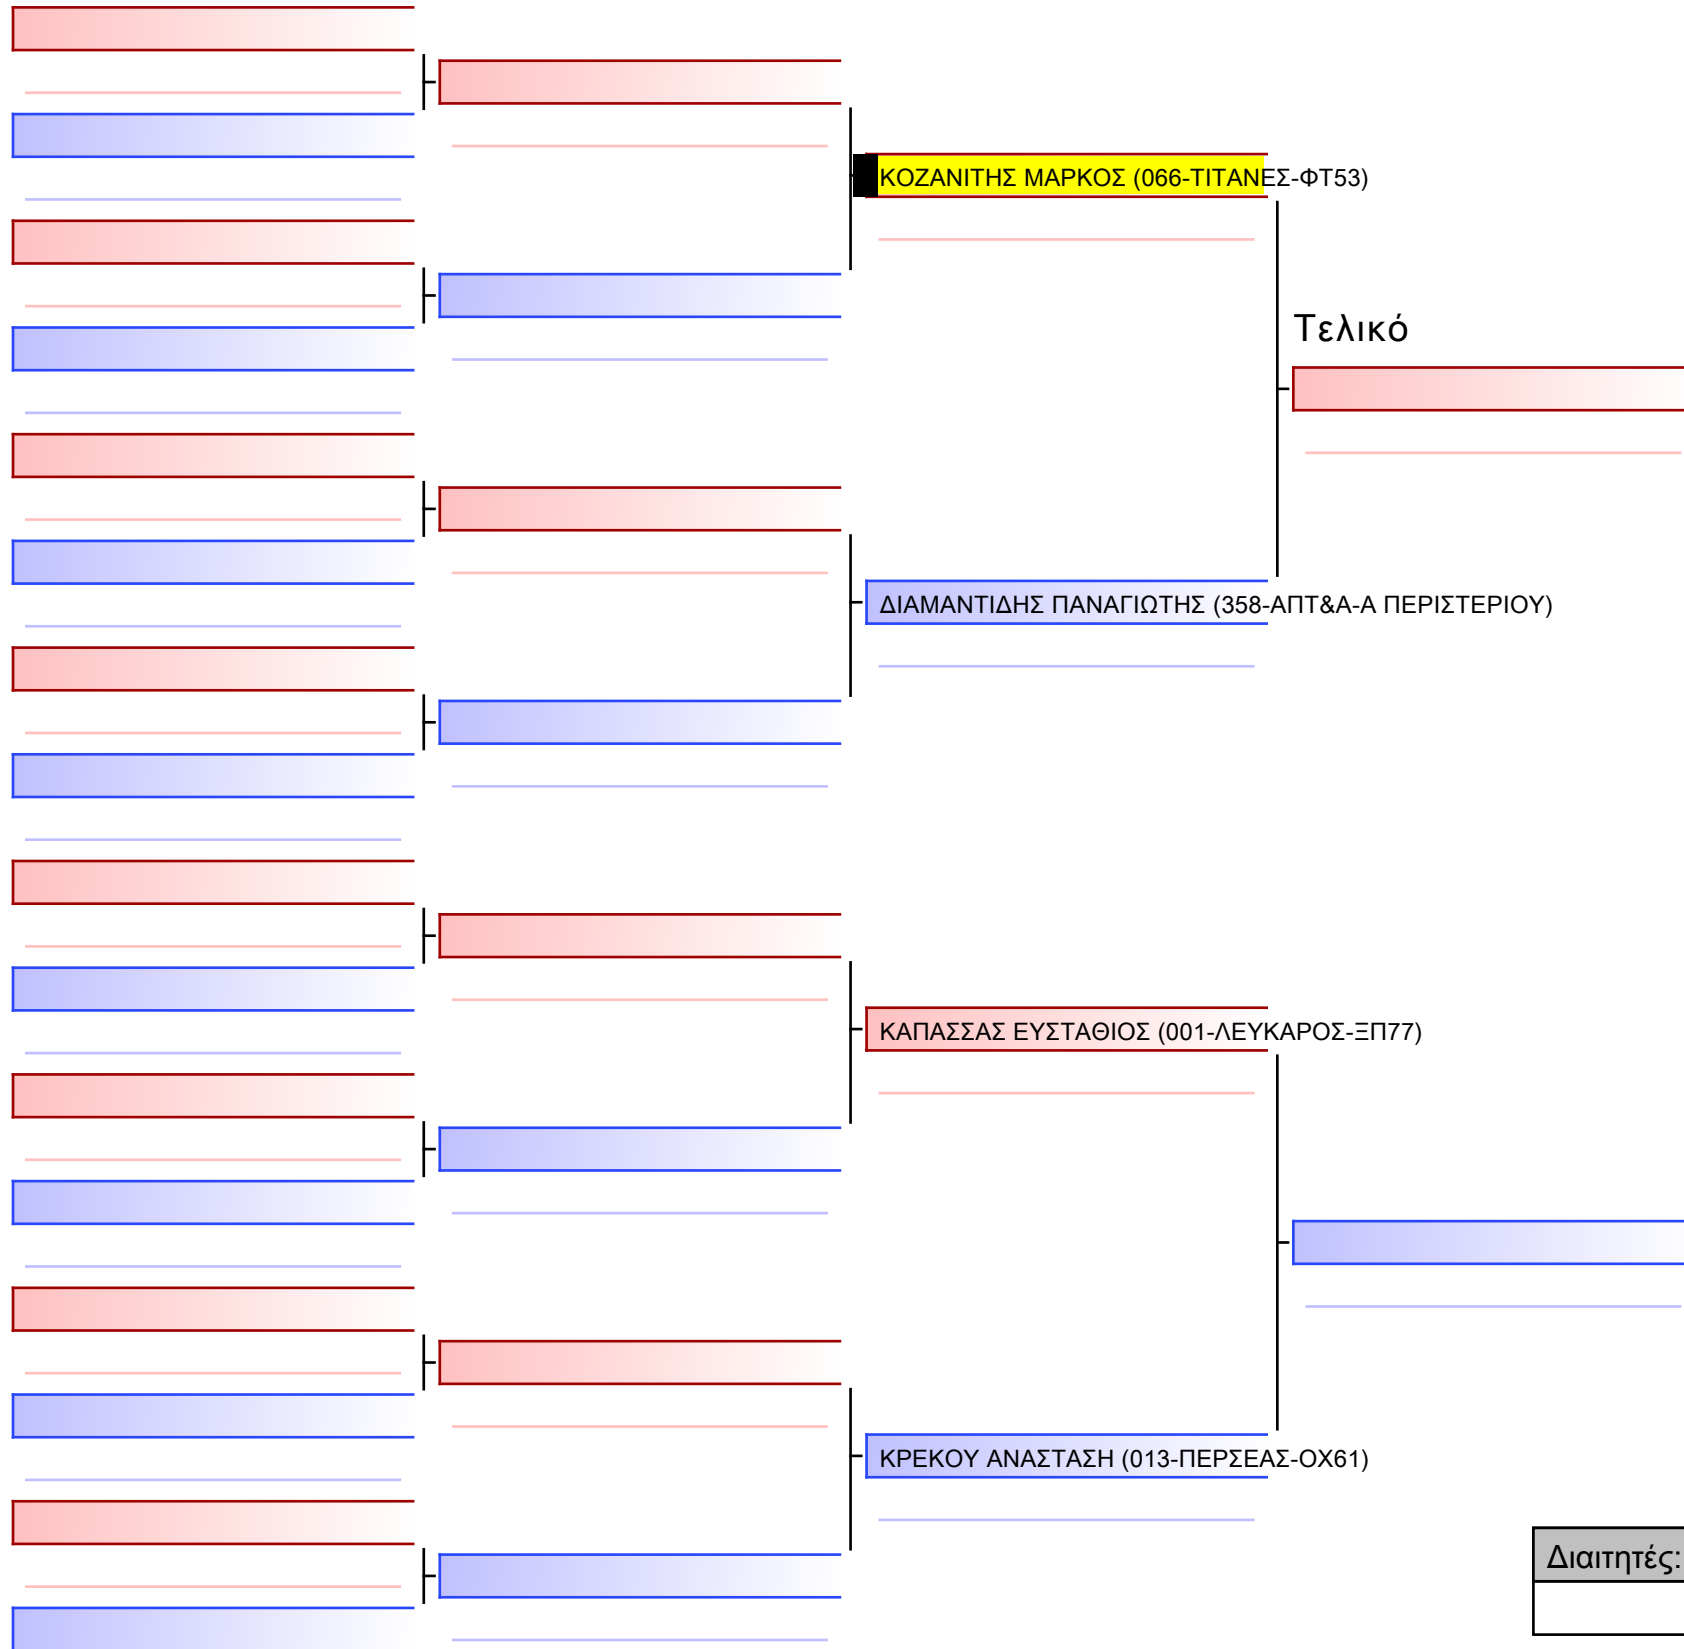 ΚΟΖΑΝΙΤΗΣ ΜΑΡΚΟΣ (066-ΤΙΤΑΝΕΣ-ΦΤ53)
Τελικό
ΔΙΑΜΑΝΤΙΔΗΣ ΠΑΝΑΓΙΩΤΗΣ (358-ΑΠΤ&Α-Α ΠΕΡΙΣΤΕΡΙΟΥ)
ΚΑΠΑΣΣΑΣ ΕΥΣΤΑΘΙΟΣ (001-ΛΕΥΚΑΡΟΣ-ΞΠ77)
ΚΡΕΚΟΥ ΑΝΑΣΤΑΣΗ (013-ΠΕΡΣΕΑΣ-ΟΧ61)
Διαιτητές: